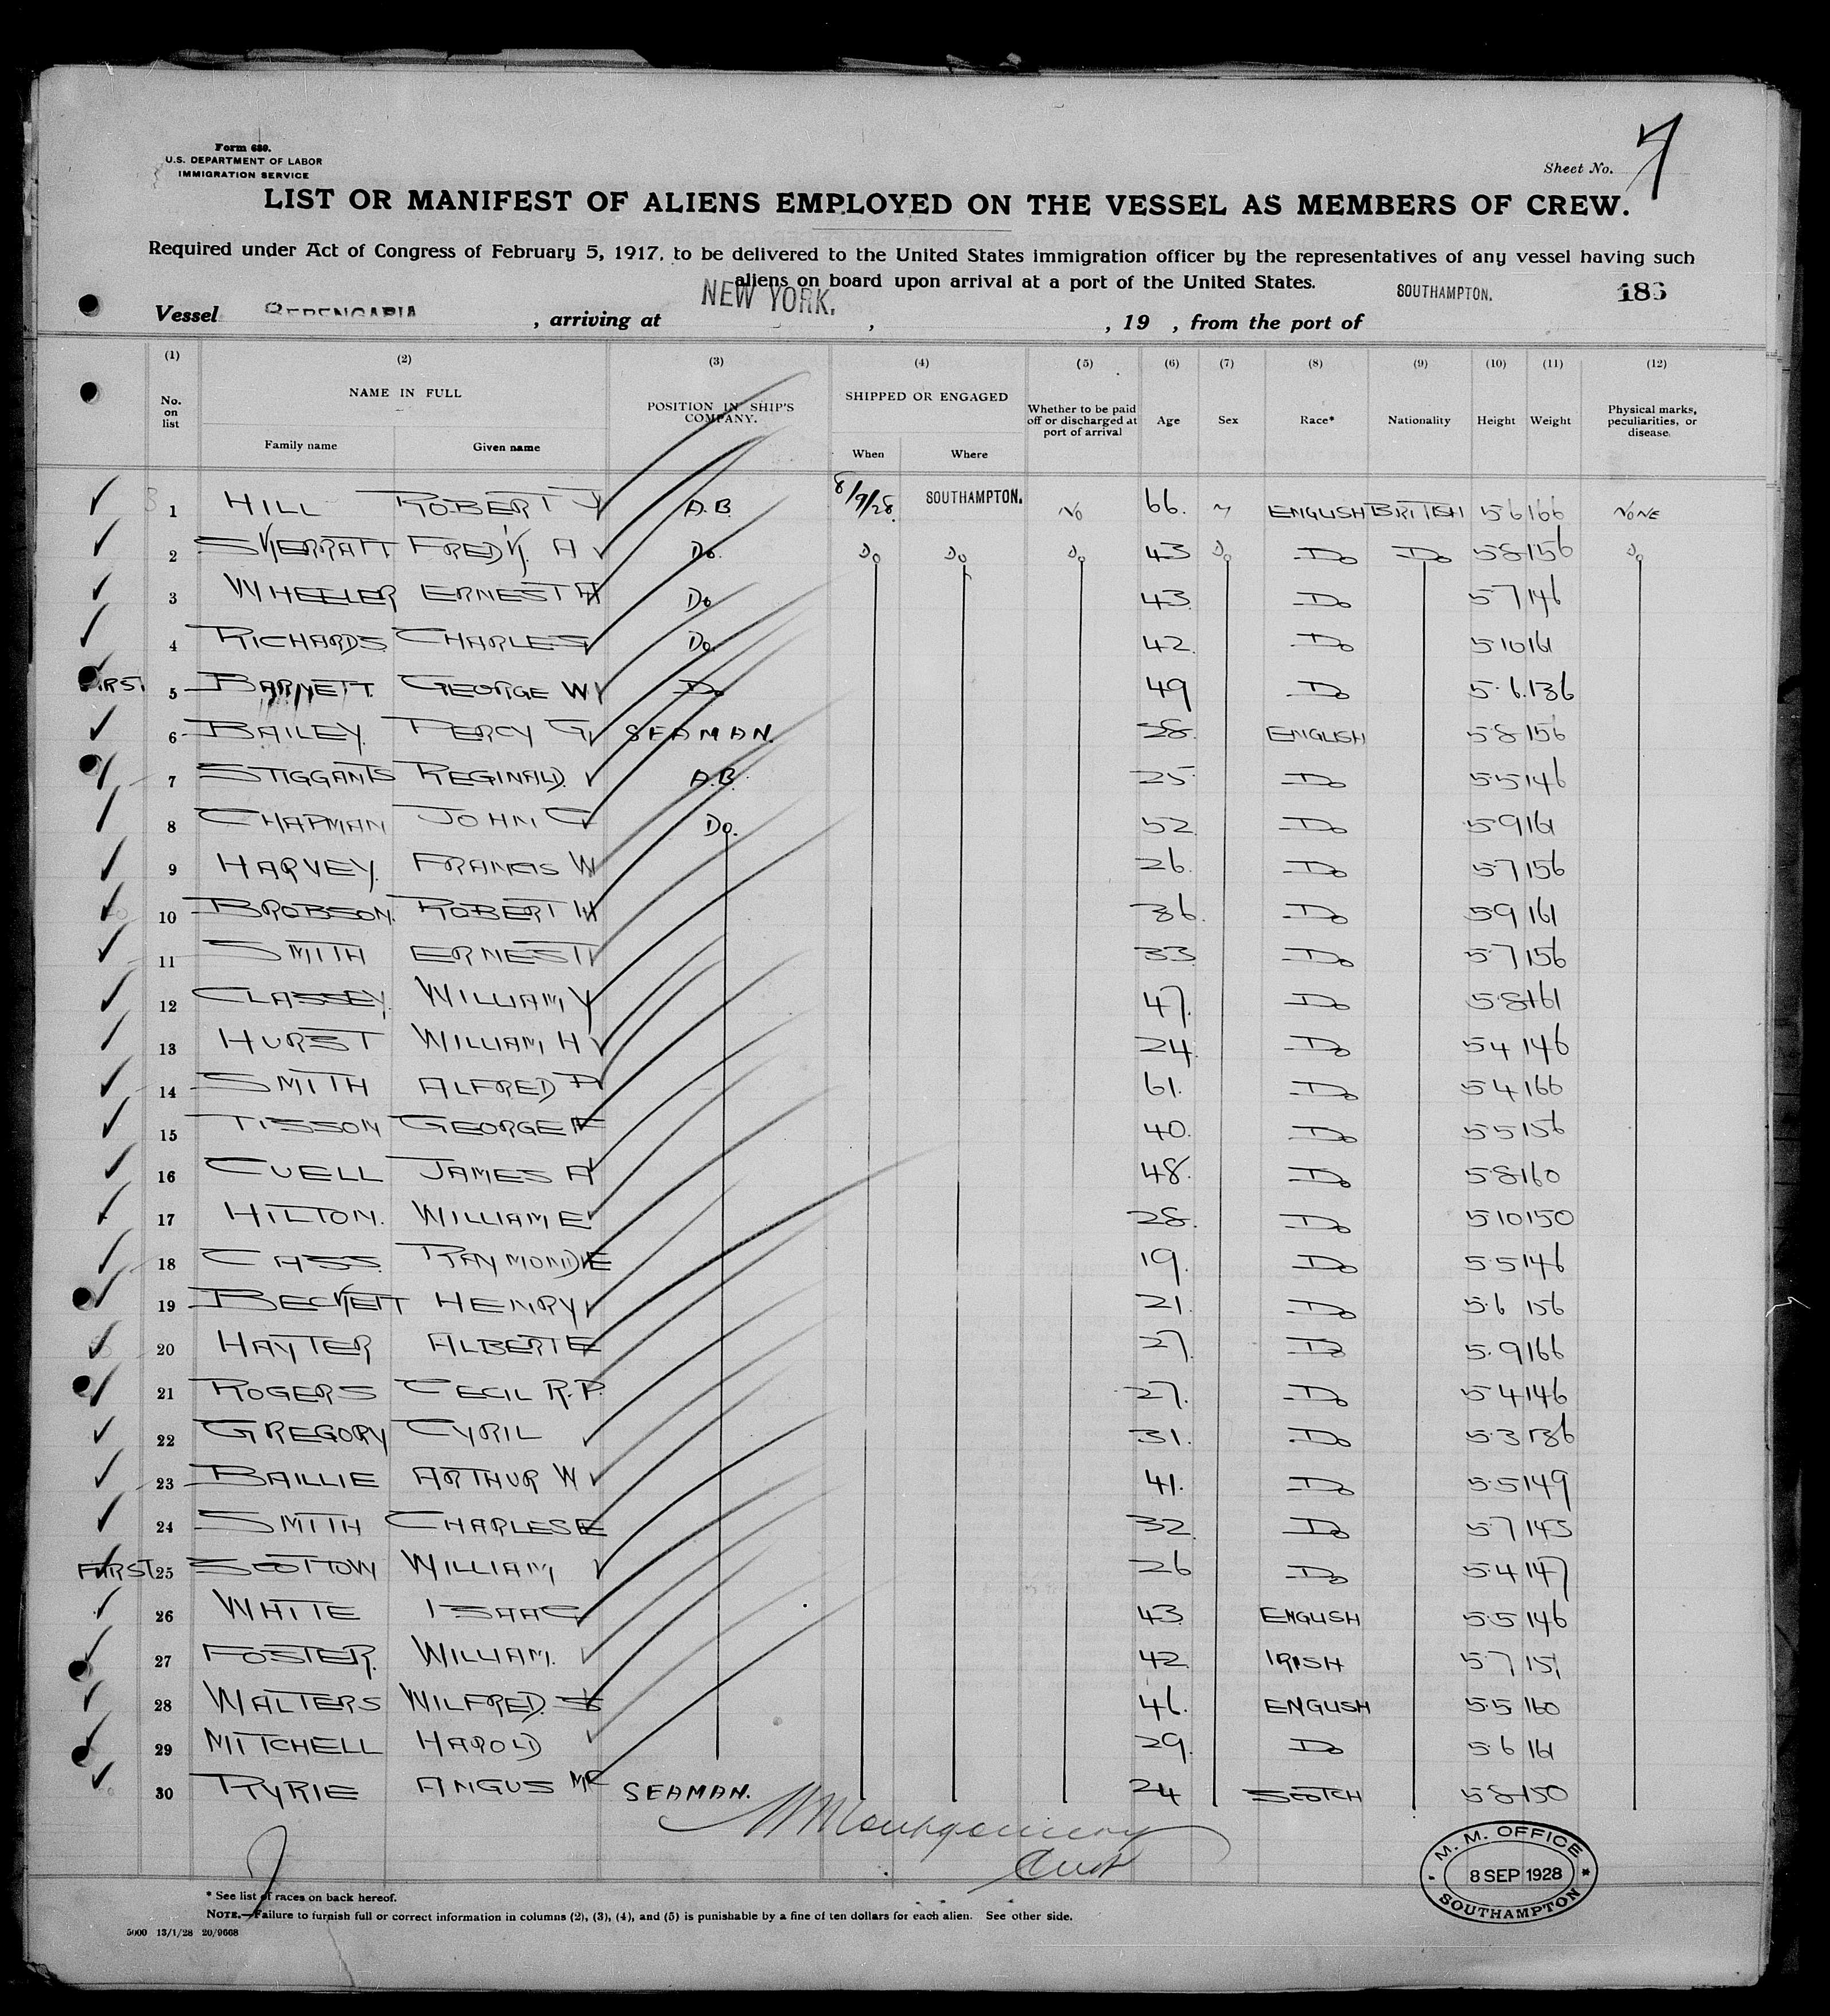 Form 680.
U.S. DEPARTMENT OF LABOR
IMMIGRATION SERVICE
Sheet No.
LIST OR MANIFEST OF ALIENS EMPLOYED ON THE VESSEL AS MEMBERS OF CREW.
Required under Act of Congress of February 5, 1917, to be delivered to the United States immigration officer by the representatives of any vessel having such
aliens on board upon arrival at a port of the United States.
Vessel BERENGARIA, arriving at NEW YORK. , , 19 , from the port of SOUTHAMPTON. 183
(1) (2) (3) (4) (5) (6) (7) (8) (9) (10) (11) (12)
No. on list NAME IN FULL Family name Given name POSITION IN SHIP'S COMPANY. SHIPPED OR ENGAGED When Where Whether to be paid off or discharged at port of arrival Age Sex Race* Nationality Height Weight Physical marks, peculiarities, or disease.
1 HILL ROBERT J A.B. 8/9/28. SOUTHAMPTON. NO 66. M ENGLISH BRITISH 5 6 166 NONE
2 SKERRATT FREDK. A Do. Do Do Do 43 Do Do Do 5 8 156 Do
3 WHEELER ERNEST A Do 43 Do 5 7 146
4 RICHARDS CHARLES Do. 42. Do 5 10 161
FIRST 5 BARNETT GEORGE W Do 49 Do 5.6. 136
6 BAILEY. PERCY G SEAMAN. 28. ENGLISH 5 8 156
7 STIGGANTS REGINALD. A.B. 25 Do 5.5 146
8 CHAPMAN JOHN C Do. 52 Do 5 9 161
9 HARVEY. FRANCIS W 26. Do 5 7 156
10 BROBSON. ROBERT W 36. Do 5 9 161
11 SMITH ERNEST 33 Do 5.7 156
12 CLASSEY. WILLIAM 47. Do 5.8 161
13 HURST WILLIAM H 24. Do 5 4 146
14 SMITH ALFRED 61. Do 5 4 166
15 TISSON GEORGE F 40. Do 5 5 156
16 CUELL JAMES A 48. Do 5 8 160
17 HILTON. WILLIAM E 28. Do 5 10 150
18 CASS. RAYMOND E 19. Do 5.5 146
19 BECKETT HENRY 21. Do 5.6 156
20 HAYTER ALBERT E 27. Do 5.9 166
21 ROGERS CECIL R.P. 27. Do 5 4 146
22 GREGORY CYRIL 31. Do 5.3 136
23 BAILLIE ARTHUR W 41. Do 5.5 149
24 SMITH CHARLES E 32. Do 5.7 145
FIRST 25 SCOTTOW WILLIAM 26 Do 5.4 147
26 WHITE ISAAC 43 ENGLISH 5.5 146
27 FOSTER. WILLIAM. 42. IRISH 5.7 151
28 WALTERS WILFRED. S 46. ENGLISH 5.5 160
29 MITCHELL HAROLD 29. Do 5.6 161
30 RYRIE ANGUS Mc SEAMAN. 24 SCOTCH 5.8 150
Montgomery
M. M. OFFICE
8 SEP 1928
SOUTHAMPTON
* See list of races on back hereof.
NOTE.—Failure to furnish full or correct information in columns (2), (3), (4), and (5) is punishable by a fine of ten dollars for each alien. See other side.
5000 13/1/28 20/9668